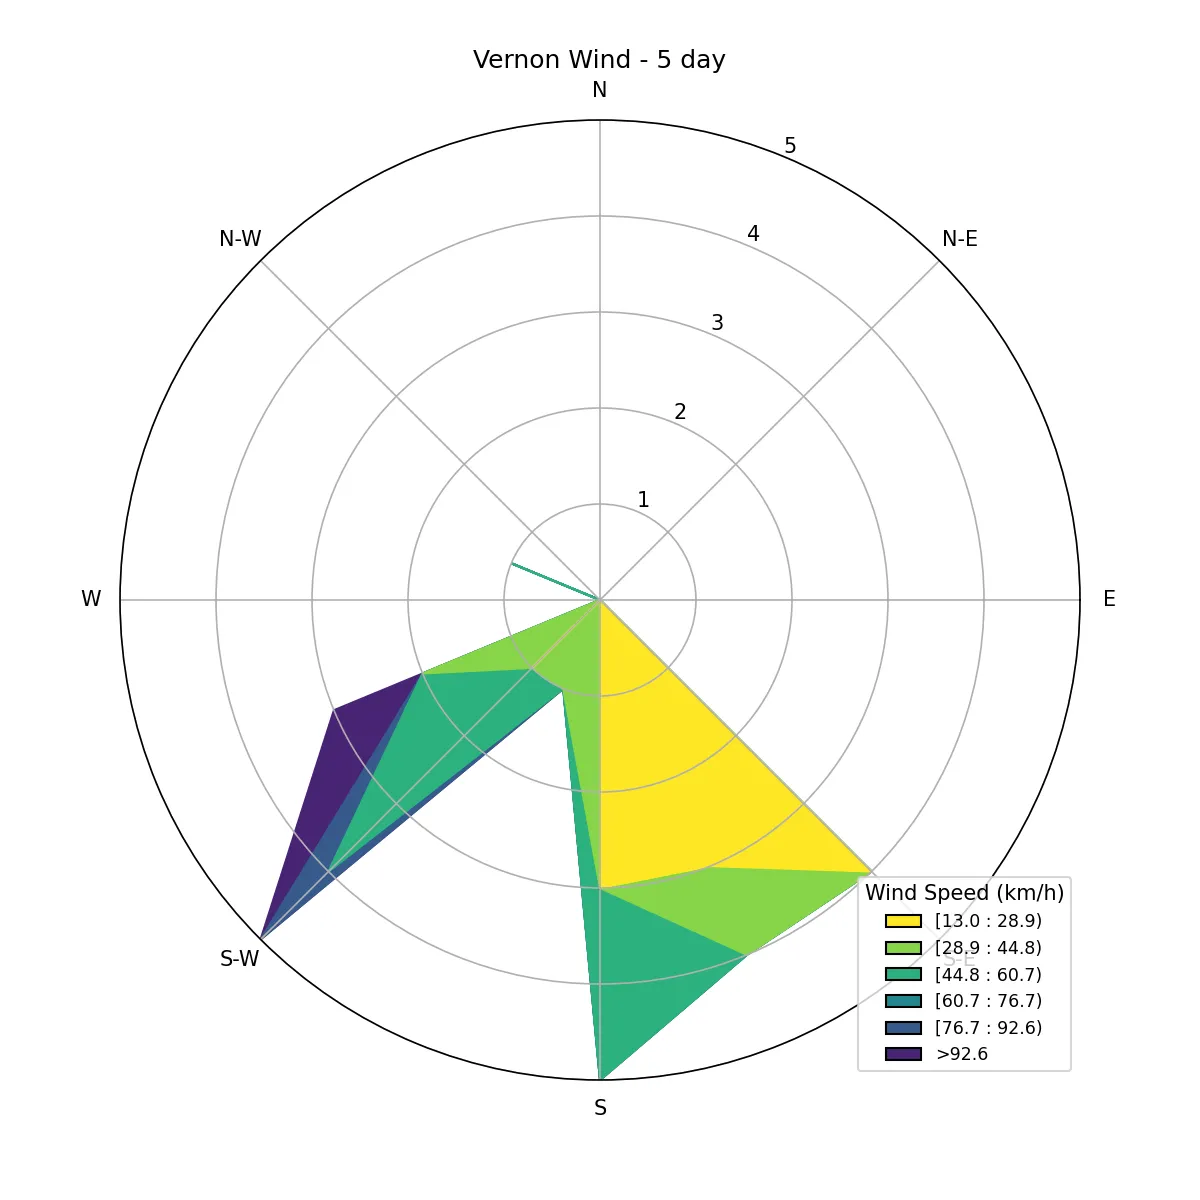 Vernon Wind - 5 day
N
5
N-W
4
N-E
3
2
1
W
E
S-W
S-E
S
Wind Speed (km/h)
[13.0 : 28.9)
[28.9 : 44.8)
[44.8 : 60.7)
[60.7 : 76.7)
[76.7 : 92.6)
>92.6